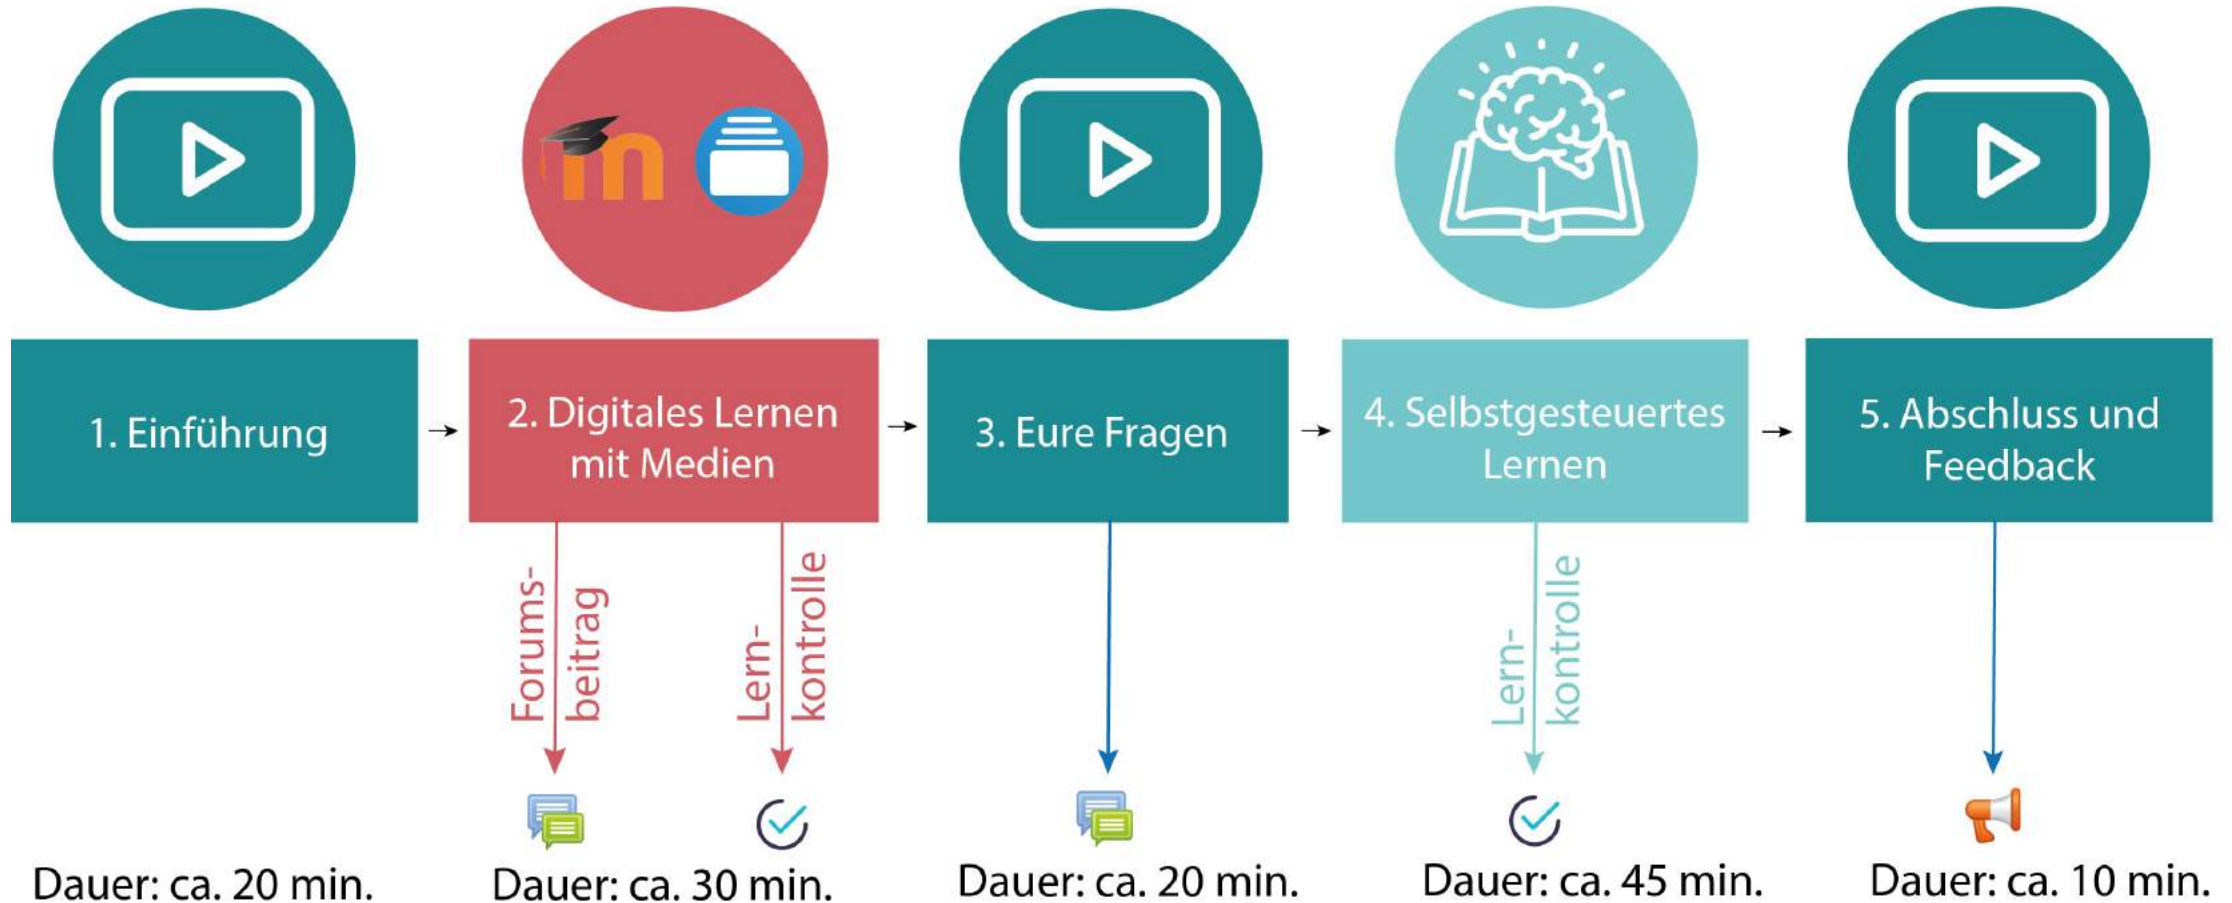 1. Einführung
2. Digitales Lernen
mit Medien
3. Eure Fragen
4. Selbstgesteuertes
Lernen
5. Abschluss und
Feedback
Forums-
beitrag
Lern-
kontrolle
Lern-
kontrolle
Dauer: ca. 20 min.
Dauer: ca. 30 min.
Dauer: ca. 20 min.
Dauer: ca. 45 min.
Dauer: ca. 10 min.